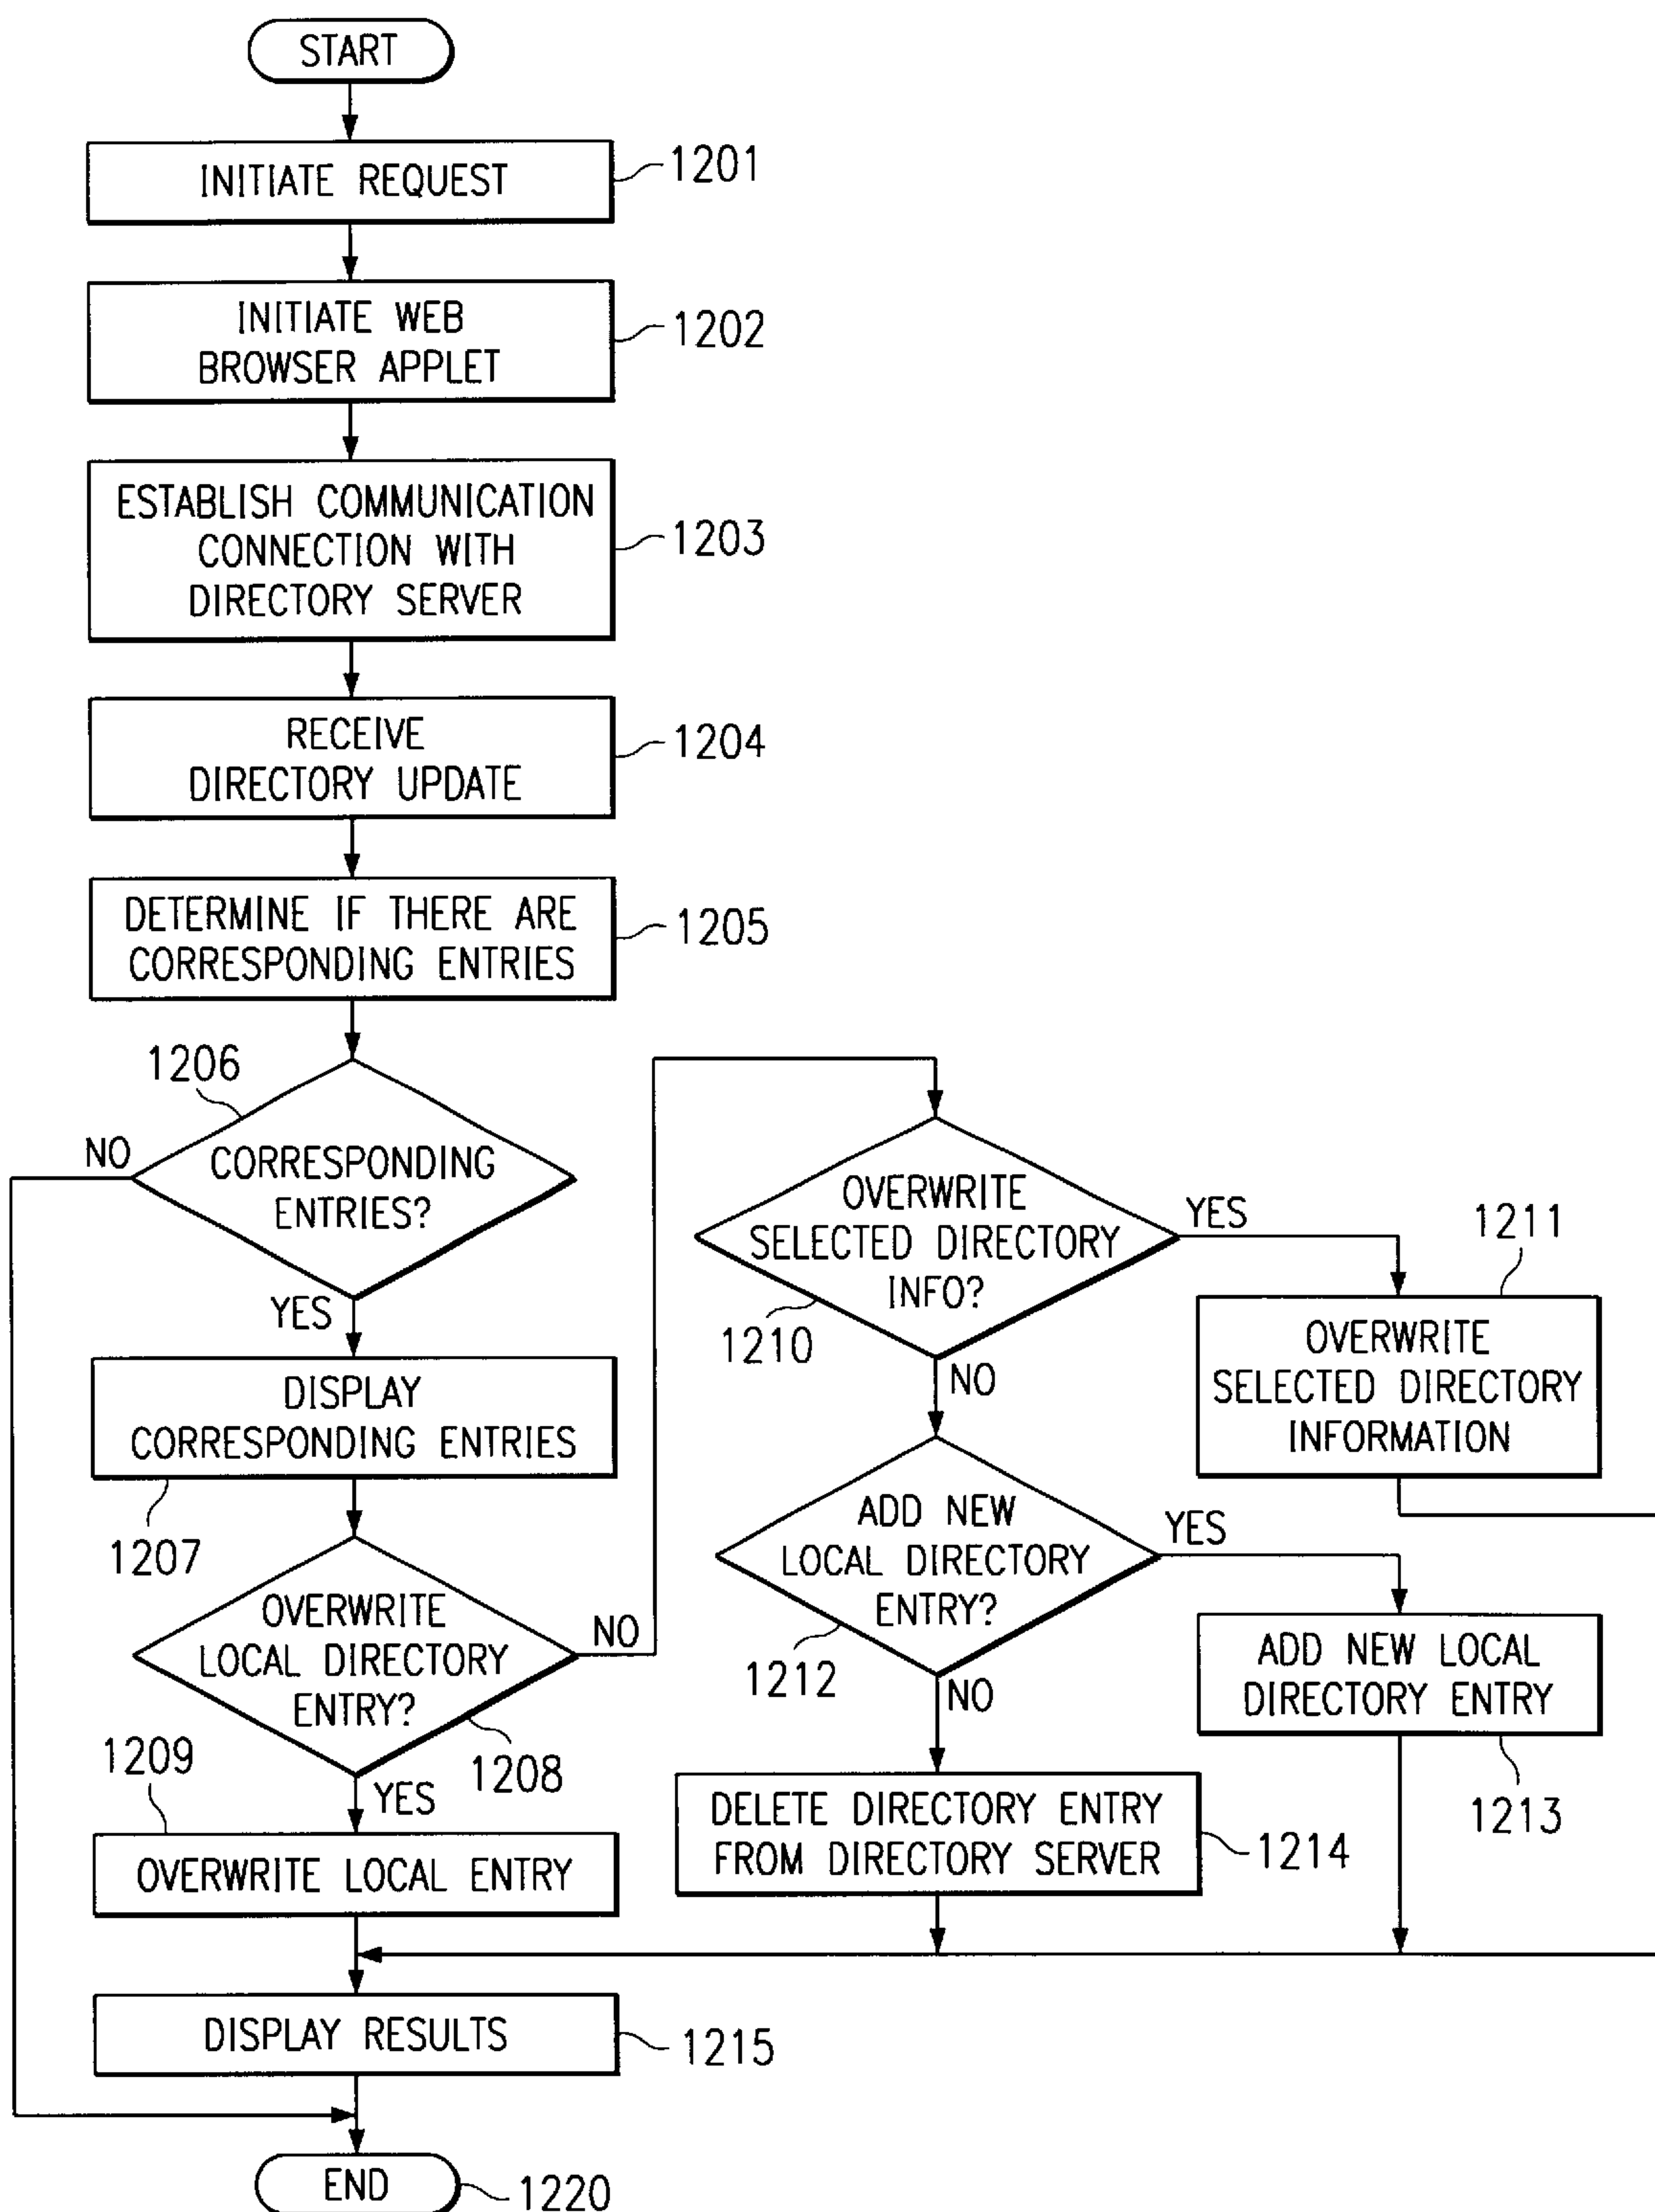 START
INITIATE REQUEST
1201
INITIATE WEB
BROWSER APPLET
1202
ESTABLISH COMMUNICATION
CONNECTION WITH
DIRECTORY SERVER
1203
RECEIVE
DIRECTORY UPDATE
1204
DETERMINE IF THERE ARE
CORRESPONDING ENTRIES
1205
1206
NO
CORRESPONDING
ENTRIES?
YES
DISPLAY
CORRESPONDING ENTRIES
1207
OVERWRITE
LOCAL DIRECTORY
ENTRY?
NO
1208
YES
1209
OVERWRITE LOCAL ENTRY
OVERWRITE
SELECTED DIRECTORY
INFO?
YES
1210
NO
1211
OVERWRITE
SELECTED DIRECTORY
INFORMATION
ADD NEW
LOCAL DIRECTORY
ENTRY?
YES
1212
NO
ADD NEW LOCAL
DIRECTORY ENTRY
1213
DELETE DIRECTORY ENTRY
FROM DIRECTORY SERVER
1214
DISPLAY RESULTS
1215
END
1220